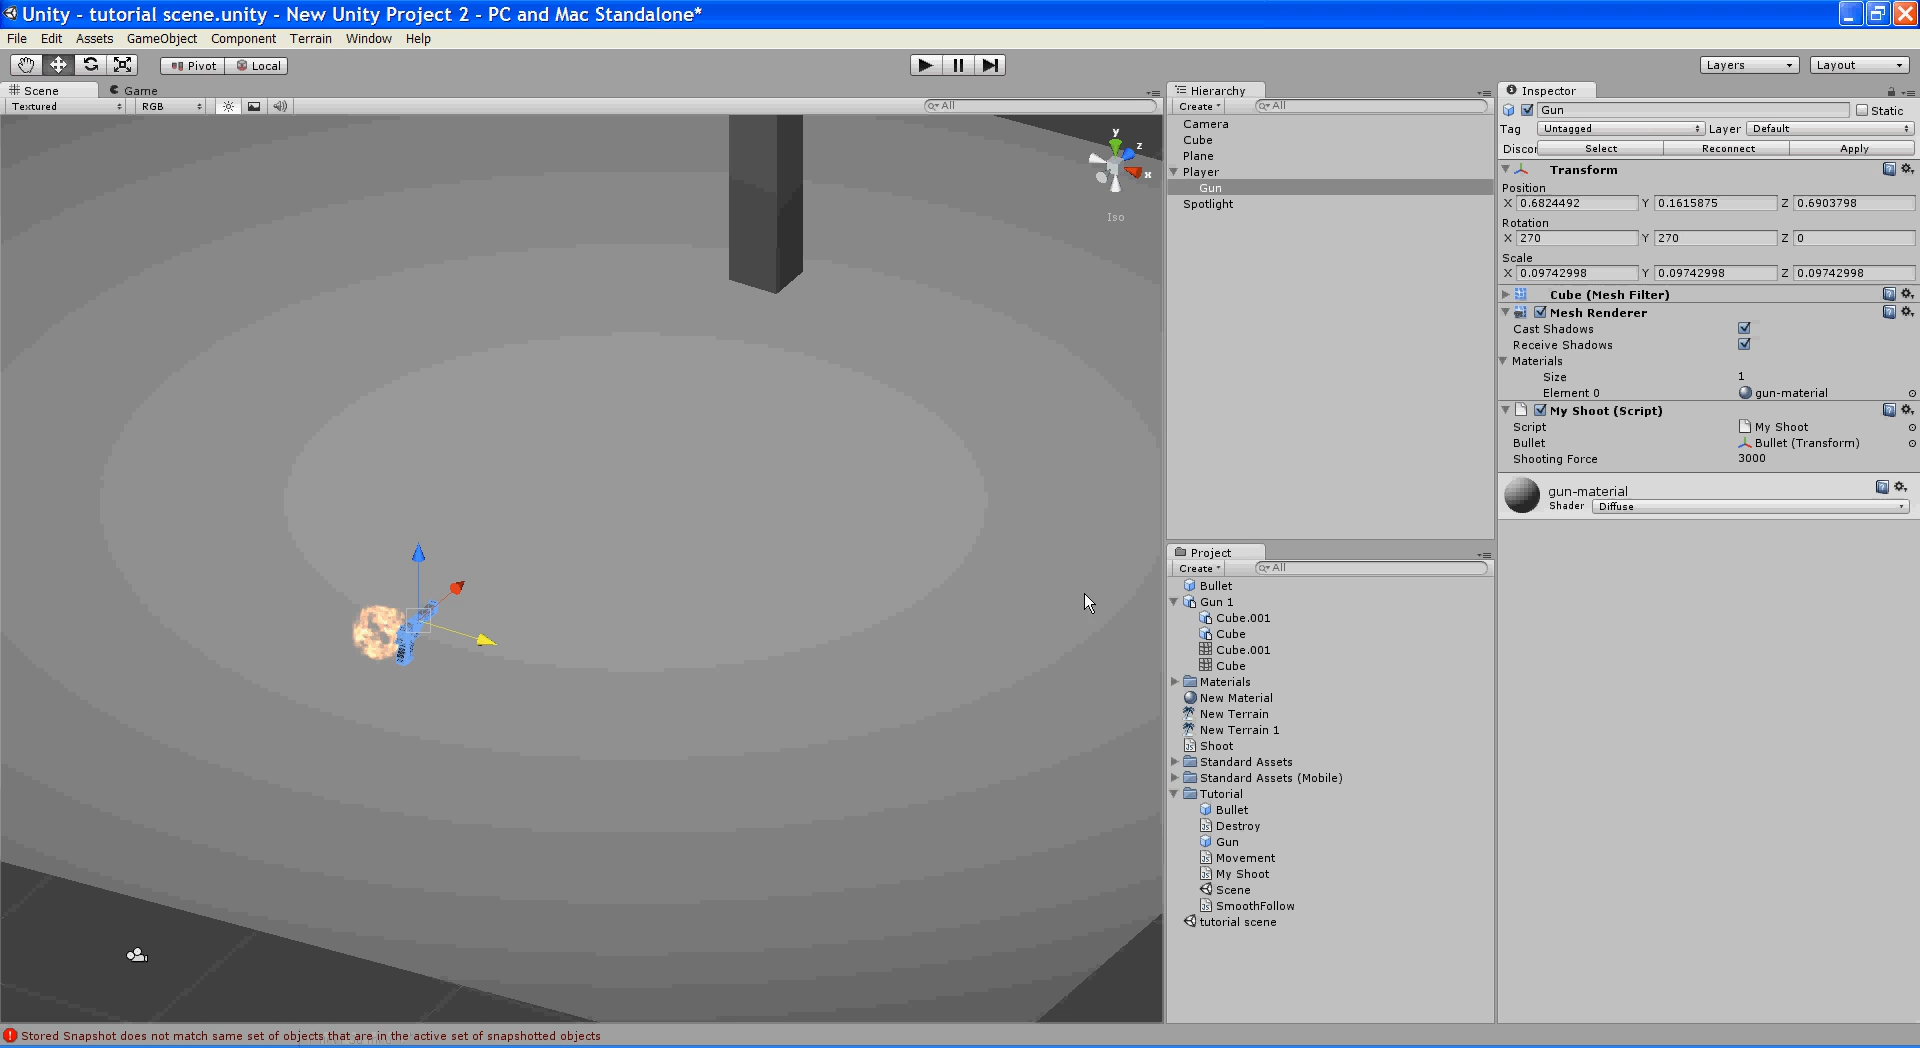 Unity - tutorial scene.unity - New Unity Project 2 - PC and Mac Standalone*
File Edit Assets GameObject Component Terrain Window Help
Pivot Local Layers Layout
Scene Game
Textured RGB All
y
z
x
Iso
Hierarchy
Create All
Camera
Cube
Plane
Player
Gun
Spotlight
Project
Create All
Bullet
Gun 1
Cube.001
Cube
Cube.001
Cube
Materials
New Material
New Terrain
New Terrain 1
Shoot
Standard Assets
Standard Assets (Mobile)
Tutorial
Bullet
Destroy
Gun
Movement
My Shoot
Scene
SmoothFollow
tutorial scene
Inspector
Gun Static
Tag Untagged Layer Default
Discor Select Reconnect Apply
Transform
Position
X 0.6824492 Y 0.1615875 Z 0.6903798
Rotation
X 270 Y 270 Z 0
Scale
X 0.09742998 Y 0.09742998 Z 0.09742998
Cube (Mesh Filter)
Mesh Renderer
Cast Shadows
Receive Shadows
Materials
Size 1
Element 0 gun-material
My Shoot (Script)
Script My Shoot
Bullet Bullet (Transform)
Shooting Force 3000
gun-material
Shader Diffuse
Stored Snapshot does not match same set of objects that are in the active set of snapshotted objects